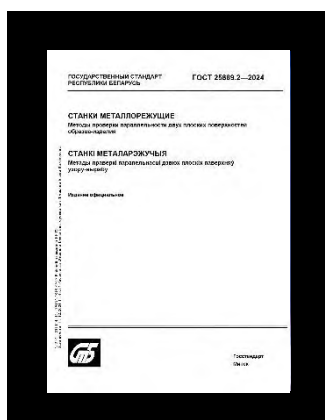 ГОСУДАРСТВЕННЫЙ СТАНДАРТ
РЕСПУБЛИКИ БЕЛАРУСЬ
ГОСТ 25889.2—2024
СТАНКИ МЕТАЛЛОРЕЖУЩИЕ
Методы проверки параллельности двух плоских поверхностей
образца-изделия
СТАНКІ МЕТАЛАРЭЖУЧЫЯ
Метады праверкі паралельнасці дзвюх плоскіх паверхняў
узору-вырабу
Издание официальное
СТБ
Госстандарт
Минск